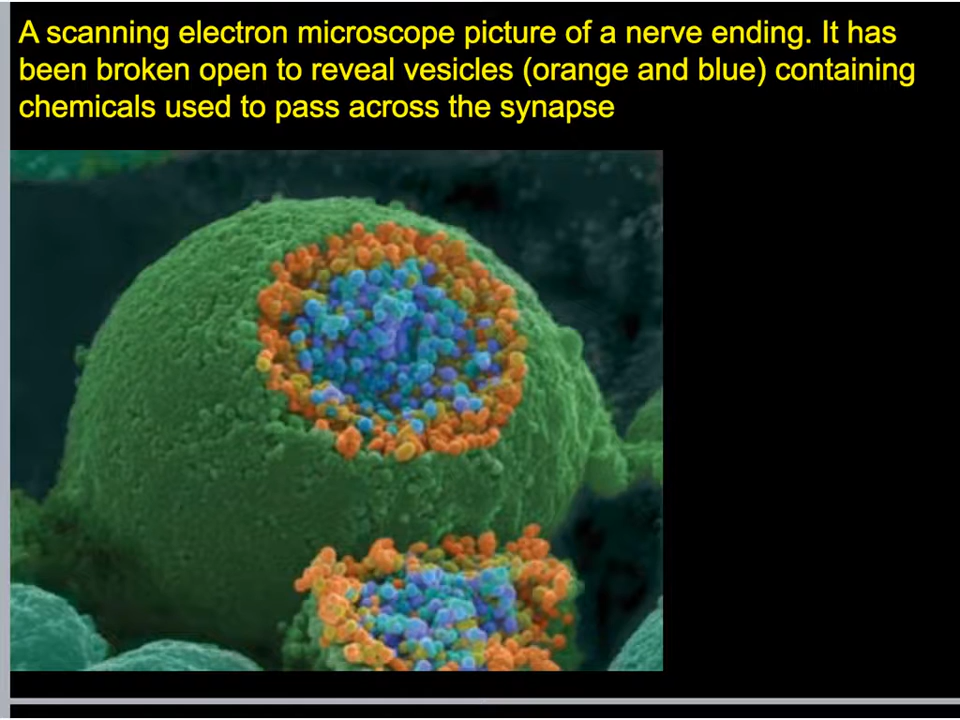 A scanning electron microscope picture of a nerve ending. It has
been broken open to reveal vesicles (orange and blue) containing
chemicals used to pass across the synapse